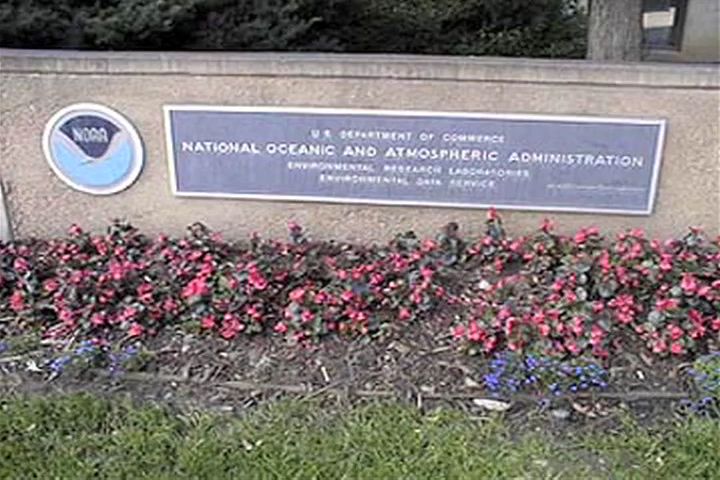 NOAA
U.S. DEPARTMENT OF COMMERCE
NATIONAL OCEANIC AND ATMOSPHERIC ADMINISTRATION
ENVIRONMENTAL RESEARCH LABORATORIES
ENVIRONMENTAL DATA SERVICE